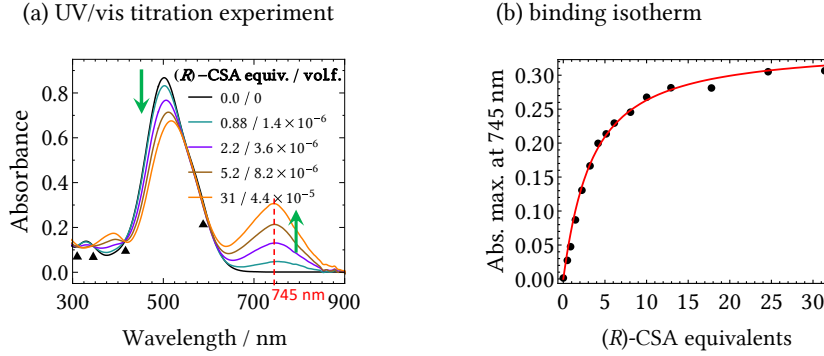 (a) UV/vis titration experiment
(R)-CSA equiv. / vol.f.
0.0 / 0
0.88 / 1.4×10⁻⁶
2.2 / 3.6×10⁻⁶
5.2 / 8.2×10⁻⁶
31 / 4.4×10⁻⁵
Absorbance
0.8
0.6
0.4
0.2
0.0
745 nm
300 500 700 900
Wavelength / nm
(b) binding isotherm
Abs. max. at 745 nm
0.30
0.25
0.20
0.15
0.10
0.05
0.00
0 5 10 15 20 25 30
(R)-CSA equivalents